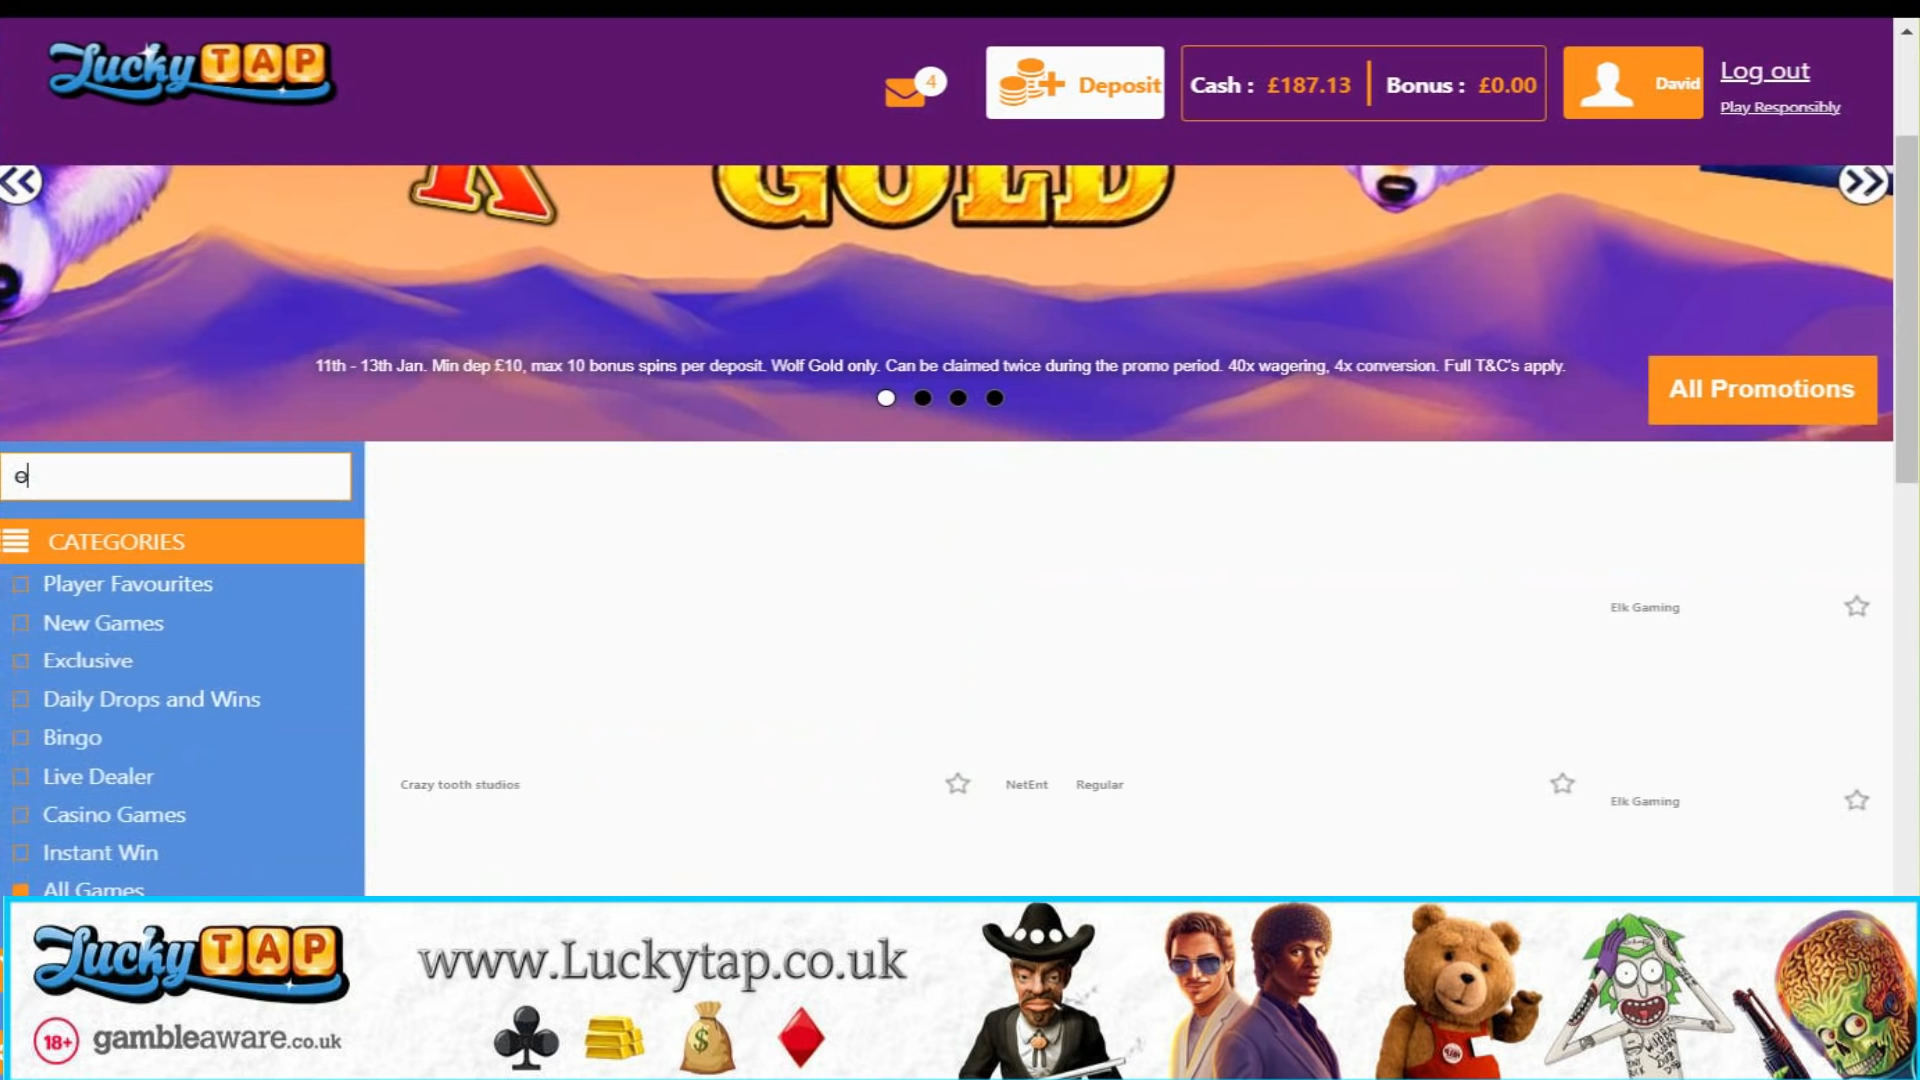 Lucky TAP
4
Deposit
Cash : £187.13
Bonus : £0.00
David
Log out
Play Responsibly
GOLD
11th - 13th Jan. Min dep £10, max 10 bonus spins per deposit. Wolf Gold only. Can be claimed twice during the promo period. 40x wagering, 4x conversion. Full T&C's apply.
All Promotions
CATEGORIES
Player Favourites
New Games
Exclusive
Daily Drops and Wins
Bingo
Live Dealer
Casino Games
Instant Win
All Games
Elk Gaming
Crazy tooth studios
NetEnt Regular
Elk Gaming
Lucky TAP
www.Luckytap.co.uk
18+ gambleaware.co.uk